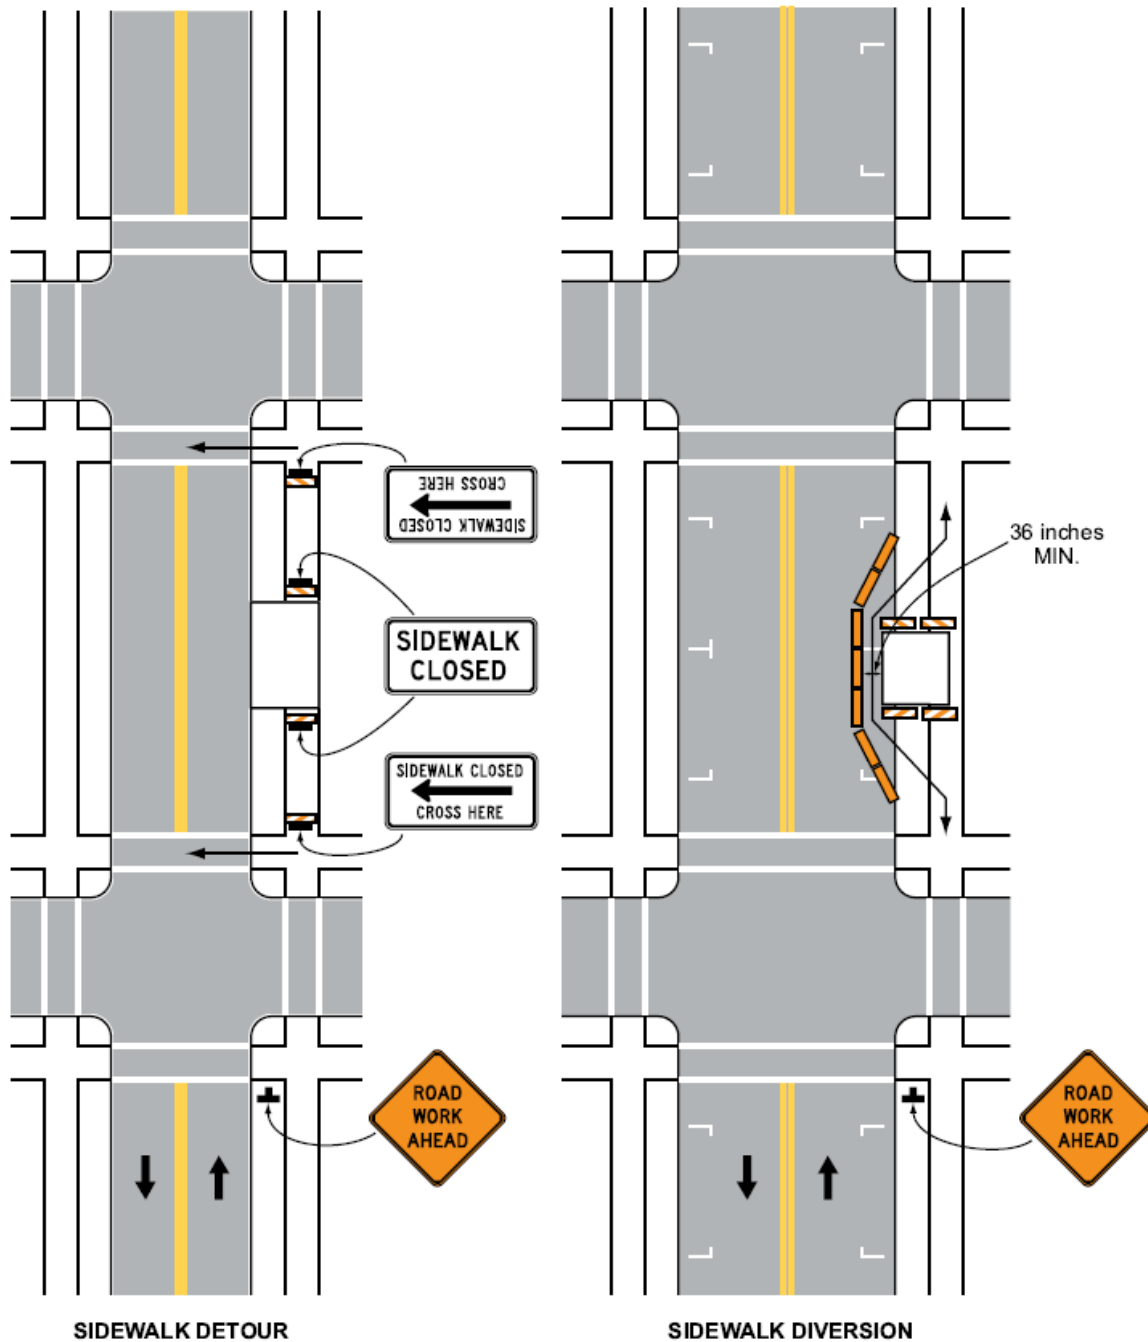 CROSS HERE
SIDEWALK CLOSED
36 inches
MIN.
SIDEWALK
CLOSED
SIDEWALK CLOSED
CROSS HERE
ROAD
WORK
AHEAD
ROAD
WORK
AHEAD
SIDEWALK DETOUR
SIDEWALK DIVERSION